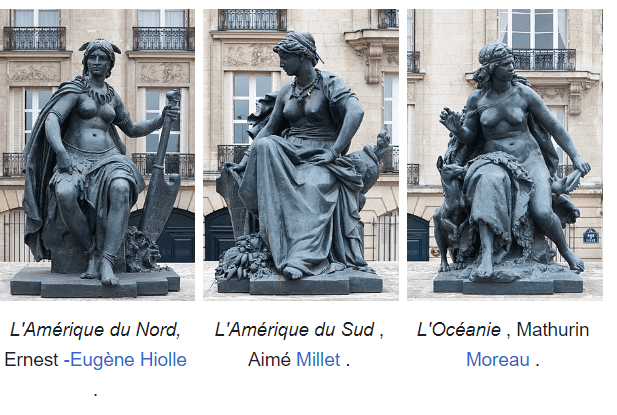 L'Amérique du Nord,
Ernest -Eugène Hiolle
.
L'Amérique du Sud ,
Aimé Millet .
L'Océanie , Mathurin
Moreau .